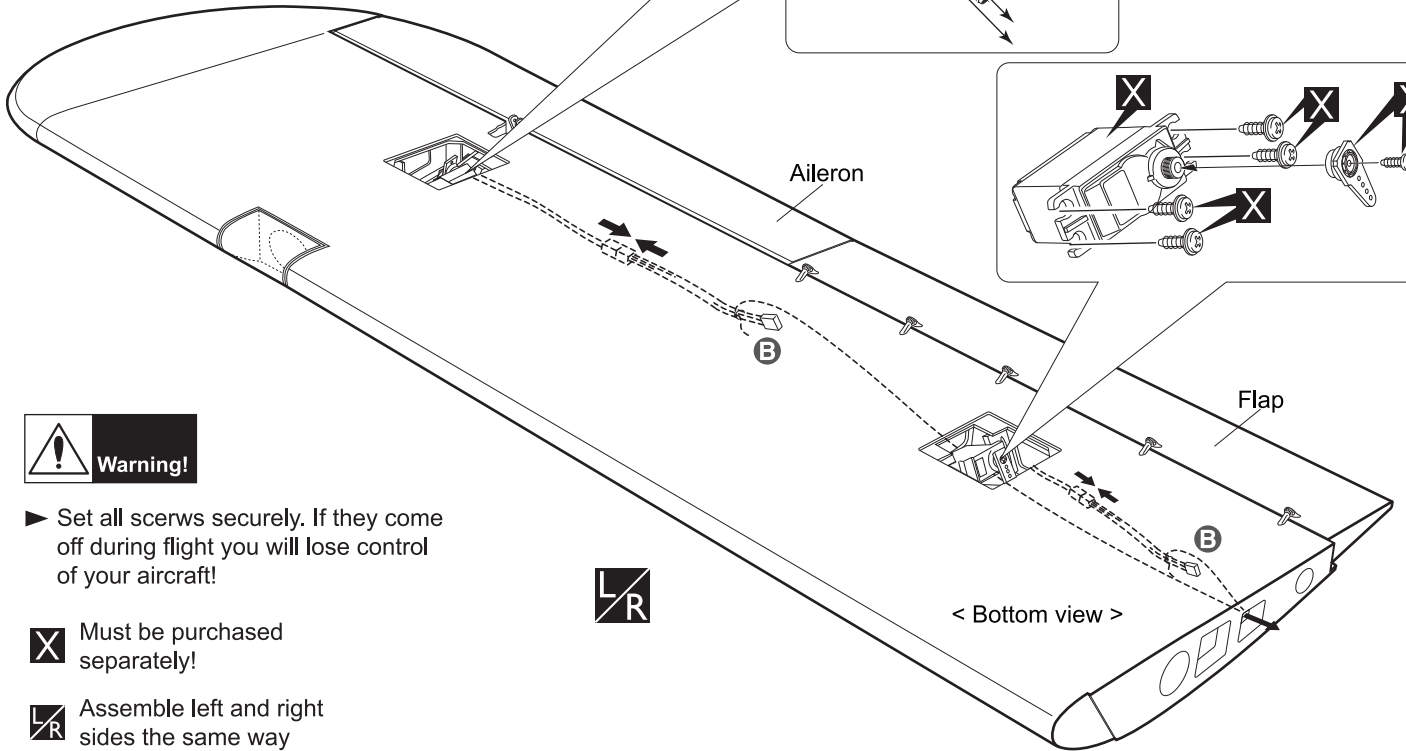 X
X
X
Aileron
X
B
Flap
Warning!
► Set all scerws securely. If they come
off during flight you will lose control
of your aircraft!
B
L/R
< Bottom view >
X Must be purchased
separately!
L/R Assemble left and right
sides the same way